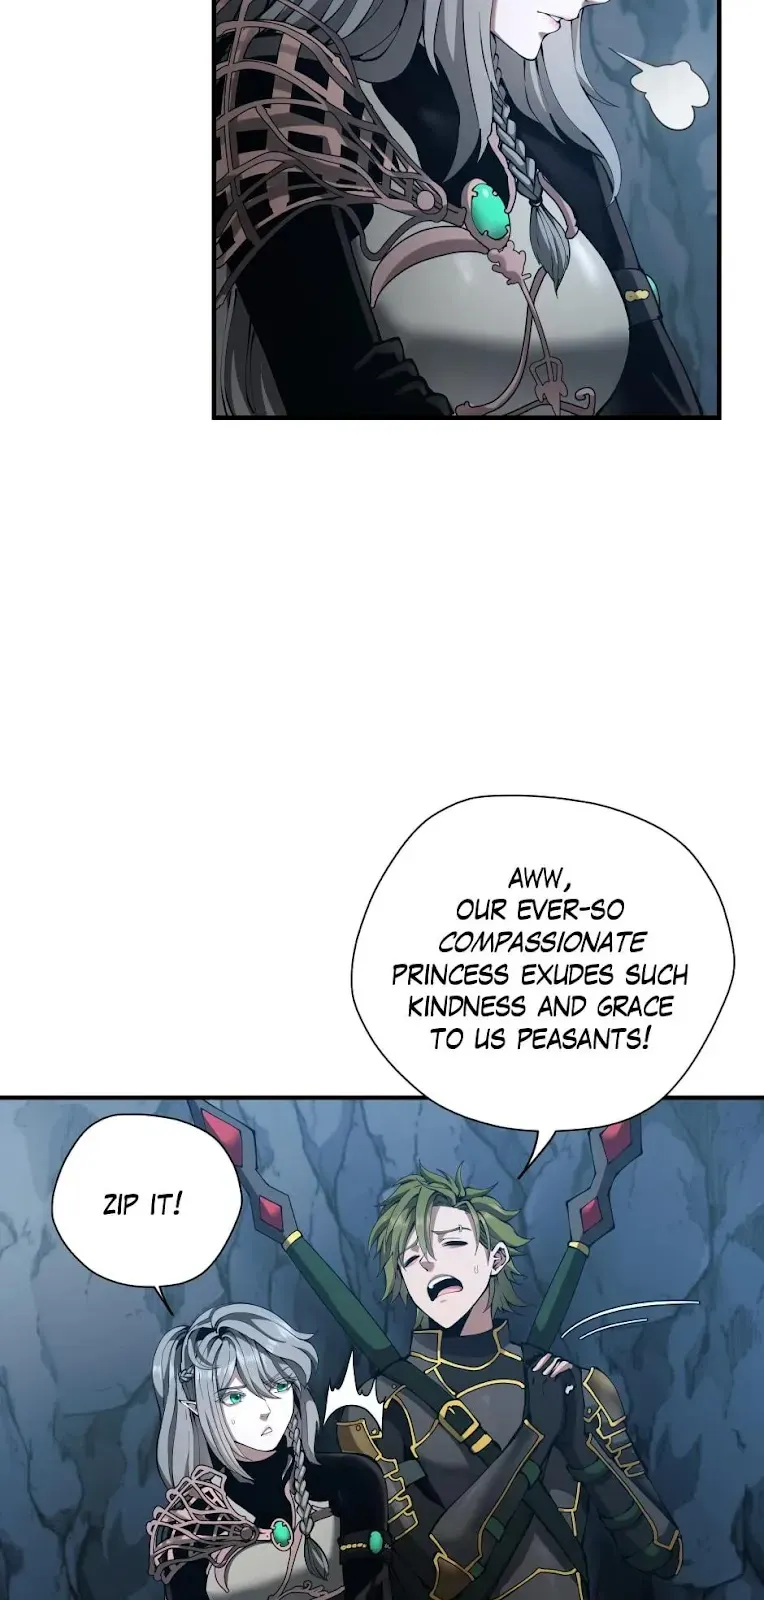 AWW,
OUR EVER-SO
COMPASSIONATE
PRINCESS EXUDES SUCH
KINDNESS AND GRACE
TO US PEASANTS!
ZIP IT!